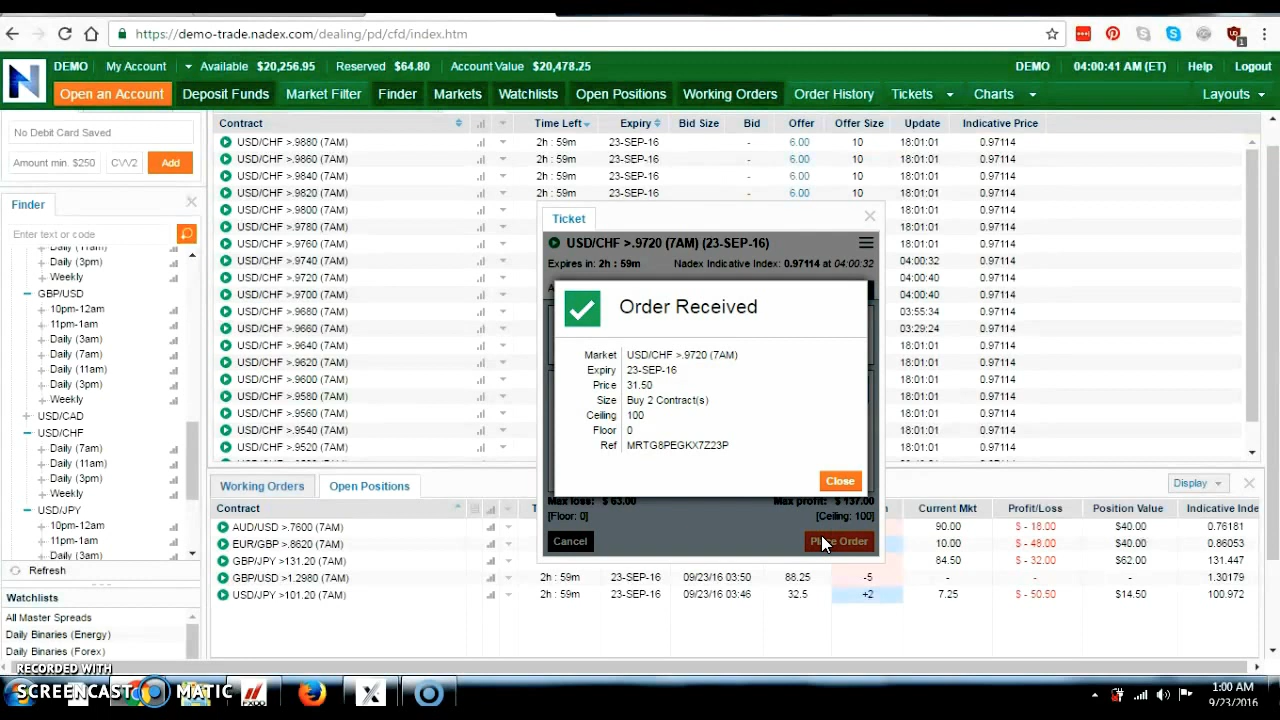 https://demo-trade.nadex.com/dealing/pd/cfd/index.htm
DEMO My Account Available $20,256.95 Reserved $64.80 Account Value $20,478.25 DEMO 04:00:41 AM (ET) Help Logout
N
Open an Account Deposit Funds Market Filter Finder Markets Watchlists Open Positions Working Orders Order History Tickets Charts Layouts
No Debit Card Saved
Amount min. $250 CVV2 Add
Finder
Enter text or code
Daily (11am)
Daily (3pm)
Weekly
GBP/USD
10pm-12am
11pm-1am
Daily (3am)
Daily (7am)
Daily (11am)
Daily (3pm)
Weekly
USD/CAD
USD/CHF
Daily (7am)
Daily (11am)
Daily (3pm)
Weekly
USD/JPY
10pm-12am
11pm-1am
Daily (3am)
Refresh
Watchlists
All Master Spreads
Daily Binaries (Energy)
Daily Binaries (Forex)
Contract Time Left Expiry Bid Size Bid Offer Offer Size Update Indicative Price
USD/CHF >.9880 (7AM) 2h : 59m 23-SEP-16 - 6.00 10 18:01:01 0.97114
USD/CHF >.9860 (7AM) 2h : 59m 23-SEP-16 - 6.00 10 18:01:01 0.97114
USD/CHF >.9840 (7AM) 2h : 59m 23-SEP-16 - 6.00 10 18:01:01 0.97114
USD/CHF >.9820 (7AM) 2h : 59m 23-SEP-16 - 6.00 10 18:01:01 0.97114
USD/CHF >.9800 (7AM) 18:01:01 0.97114
USD/CHF >.9780 (7AM) 18:01:01 0.97114
USD/CHF >.9760 (7AM) 18:01:01 0.97114
USD/CHF >.9740 (7AM) 04:00:32 0.97114
USD/CHF >.9720 (7AM) 04:00:40 0.97114
USD/CHF >.9700 (7AM) 04:00:40 0.97114
USD/CHF >.9680 (7AM) 03:55:34 0.97114
USD/CHF >.9660 (7AM) 03:29:24 0.97114
USD/CHF >.9640 (7AM) 18:01:01 0.97114
USD/CHF >.9620 (7AM) 18:01:01 0.97114
USD/CHF >.9600 (7AM) 18:01:01 0.97114
USD/CHF >.9580 (7AM) 18:01:01 0.97114
USD/CHF >.9560 (7AM) 18:01:01 0.97114
USD/CHF >.9540 (7AM) 18:01:01 0.97114
USD/CHF >.9520 (7AM) 18:01:01 0.97114
Ticket
USD/CHF >.9720 (7AM) (23-SEP-16)
Expires in: 2h : 59m Nadex Indicative Index: 0.97114 at 04:00:32
Order Received
Market USD/CHF >.9720 (7AM)
Expiry 23-SEP-16
Price 31.50
Size Buy 2 Contract(s)
Ceiling 100
Floor 0
Ref MRTG8PEGKX7Z23P
Close
Max loss: $ 63.00 Max profit: $ 137.00
[Floor: 0] [Ceiling: 100]
Cancel Place Order
Working Orders Open Positions Display
Contract Current Mkt Profit/Loss Position Value Indicative Inde
AUD/USD >.7600 (7AM) 90.00 $ - 18.00 $40.00 0.76181
EUR/GBP >.8620 (7AM) 10.00 $ - 48.00 $40.00 0.86053
GBP/JPY >131.20 (7AM) 84.50 $ - 32.00 $62.00 131.447
GBP/USD >1.2980 (7AM) 2h : 59m 23-SEP-16 09/23/16 03:50 88.25 -5 - - - 1.30179
USD/JPY >101.20 (7AM) 2h : 59m 23-SEP-16 09/23/16 03:46 32.5 +2 7.25 $ - 50.50 $14.50 100.972
RECORDED WITH
SCREENCAST MATIC
FXDD
1:00 AM
9/23/2016